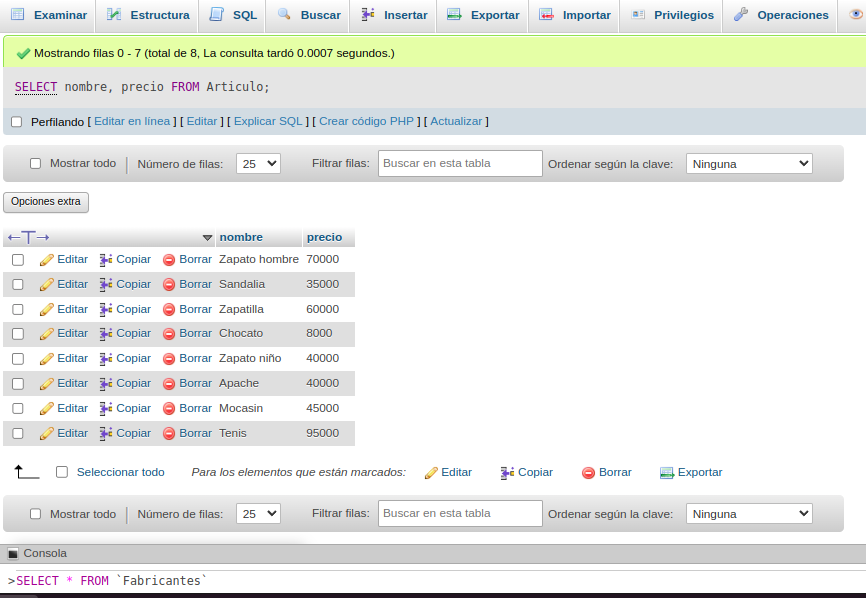 Examinar Estructura SQL Buscar Insertar Exportar Importar Privilegios Operaciones
Mostrando filas 0 - 7 (total de 8, La consulta tardó 0.0007 segundos.)
SELECT nombre, precio FROM Articulo;
Perfilando [ Editar en línea ] [ Editar ] [ Explicar SQL ] [ Crear código PHP ] [ Actualizar ]
Mostrar todo Número de filas: 25 Filtrar filas: Buscar en esta tabla Ordenar según la clave: Ninguna
Opciones extra
←T→ nombre precio
Editar Copiar Borrar Zapato hombre 70000
Editar Copiar Borrar Sandalia 35000
Editar Copiar Borrar Zapatilla 60000
Editar Copiar Borrar Chocato 8000
Editar Copiar Borrar Zapato niño 40000
Editar Copiar Borrar Apache 40000
Editar Copiar Borrar Mocasin 45000
Editar Copiar Borrar Tenis 95000
Seleccionar todo Para los elementos que están marcados: Editar Copiar Borrar Exportar
Mostrar todo Número de filas: 25 Filtrar filas: Buscar en esta tabla Ordenar según la clave: Ninguna
Consola
>SELECT * FROM `Fabricantes`